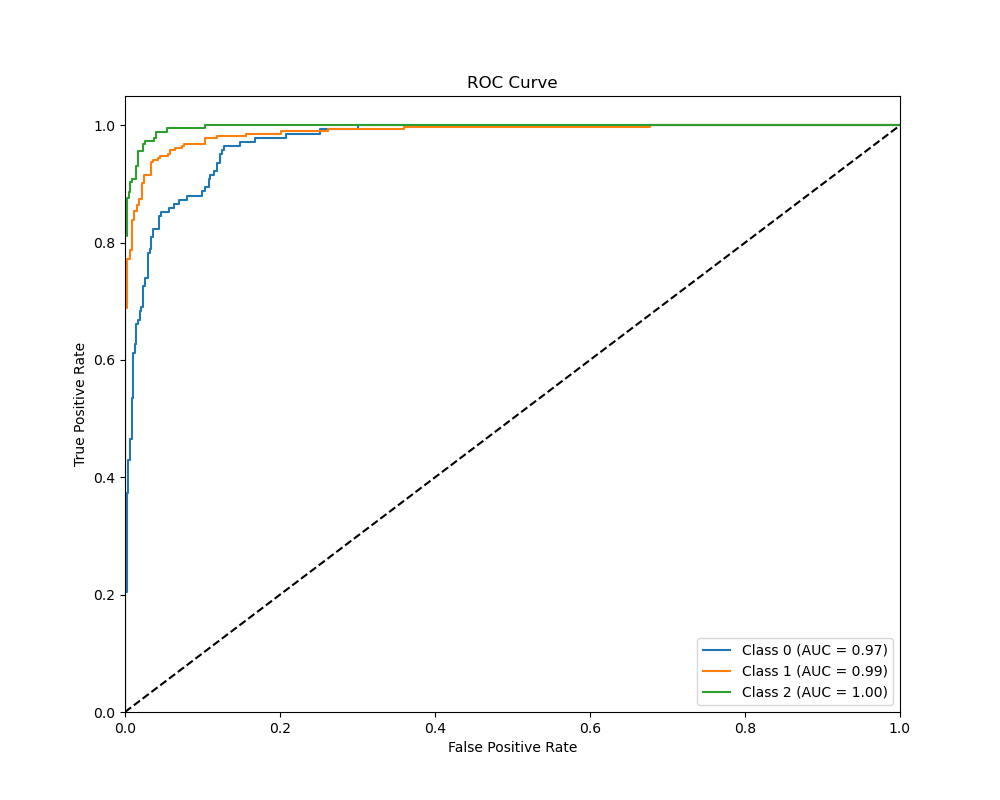 ROC Curve
1.0
0.8
0.6
0.4
0.2
0.0
True Positive Rate
0.0 0.2 0.4 0.6 0.8 1.0
False Positive Rate
Class 0 (AUC = 0.97)
Class 1 (AUC = 0.99)
Class 2 (AUC = 1.00)